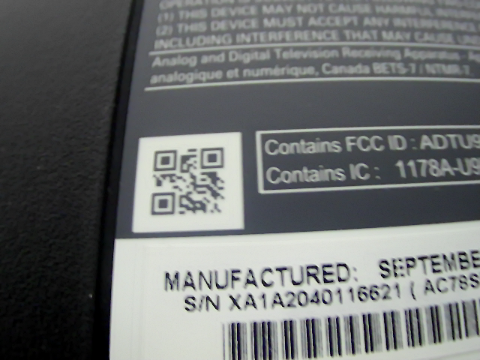 (1) THIS DEVICE MAY NOT CAUSE HARMFUL
(2) THIS DEVICE MUST ACCEPT ANY INTERFERENCE
INCLUDING INTERFERENCE THAT MAY CAUSE
Analog and Digital Television Receiving Apparatus
analogique et numérique, Canada BETS-7 / NTMR-7
Contains FCC ID : ADTU9
Contains IC : 1178A-U9
MANUFACTURED: SEPTEMBE
S/N XA1A2040116621 ( AC78S